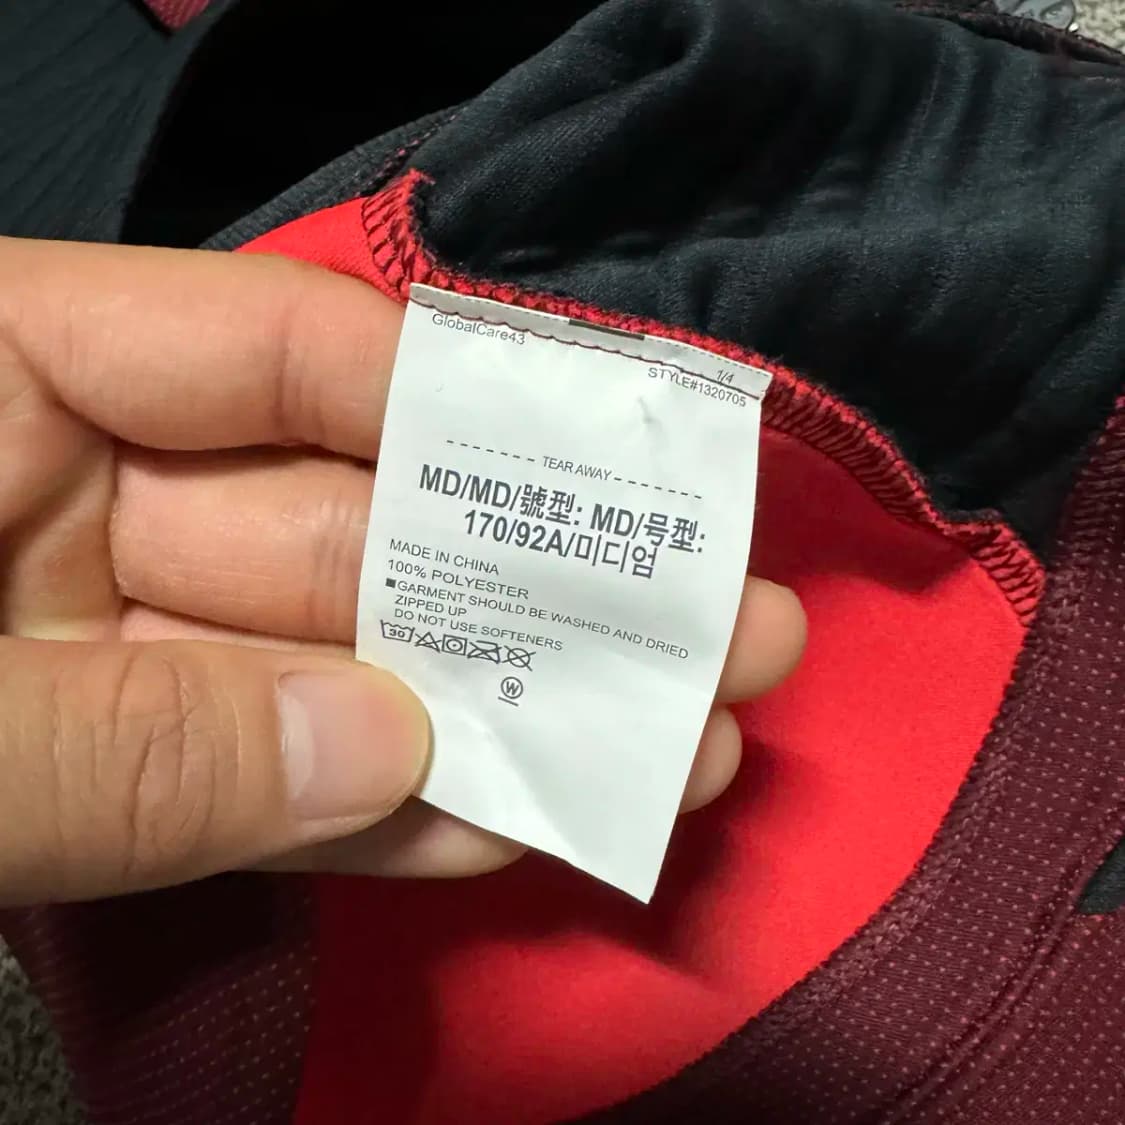 GlobalCare43
1/4
STYLE#1320705
TEAR AWAY
MD/MD/號型: MD/号型:
170/92A/미디엄
MADE IN CHINA
100% POLYESTER
■GARMENT SHOULD BE WASHED AND DRIED
ZIPPED UP
DO NOT USE SOFTENERS
30
W